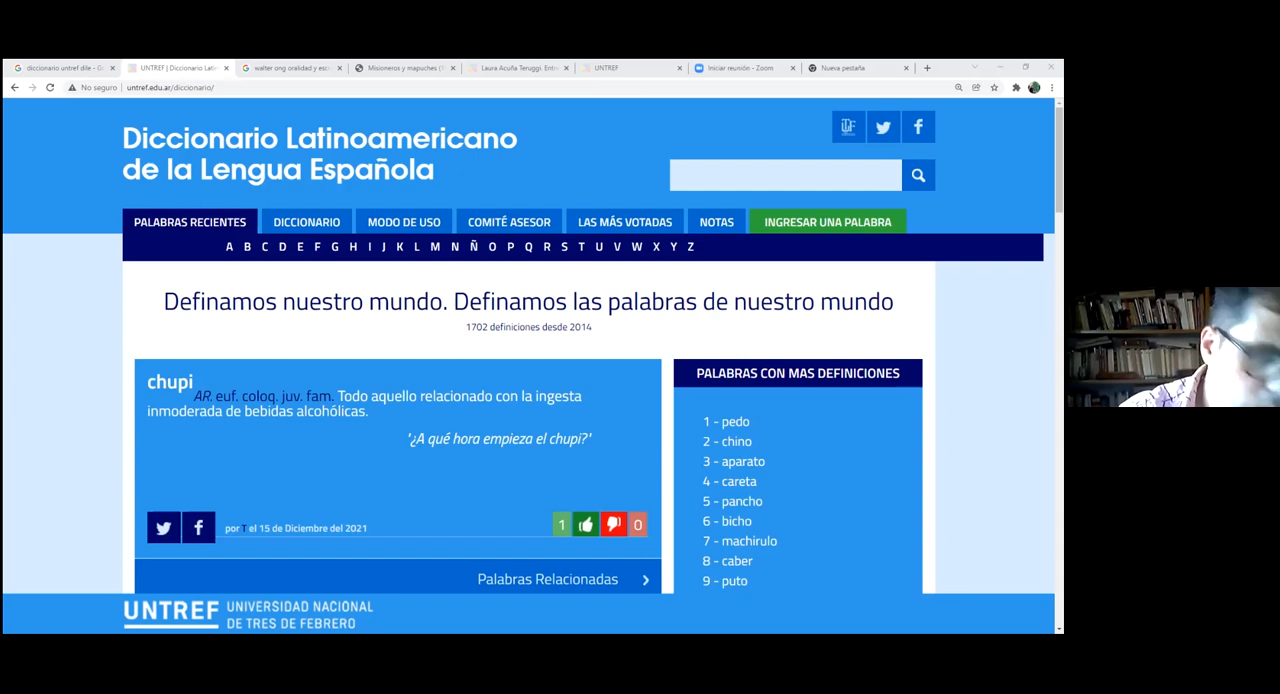 diccionario untref dile - G
UNTREF | Diccionario Lati
walter ong oralidad y esc
Misioneros y mapuches (1
Laura Acuña Teruggi. Entr
UNTREF
Iniciar reunión - Zoom
Nueva pestaña
No seguro | untref.edu.ar/diccionario/
Diccionario Latinoamericano
de la Lengua Española
PALABRAS RECIENTES DICCIONARIO MODO DE USO COMITÉ ASESOR LAS MÁS VOTADAS NOTAS INGRESAR UNA PALABRA
A B C D E F G H I J K L M N Ñ O P Q R S T U V W X Y Z
Definamos nuestro mundo. Definamos las palabras de nuestro mundo
1702 definiciones desde 2014
chupi
AR. euf. coloq. juv. fam. Todo aquello relacionado con la ingesta
inmoderada de bebidas alcohólicas.
"¿A qué hora empieza el chupi?"
por T el 15 de Diciembre del 2021
1 0
Palabras Relacionadas
PALABRAS CON MAS DEFINICIONES
1 - pedo
2 - chino
3 - aparato
4 - careta
5 - pancho
6 - bicho
7 - machirulo
8 - caber
9 - puto
UNTREF UNIVERSIDAD NACIONAL
DE TRES DE FEBRERO